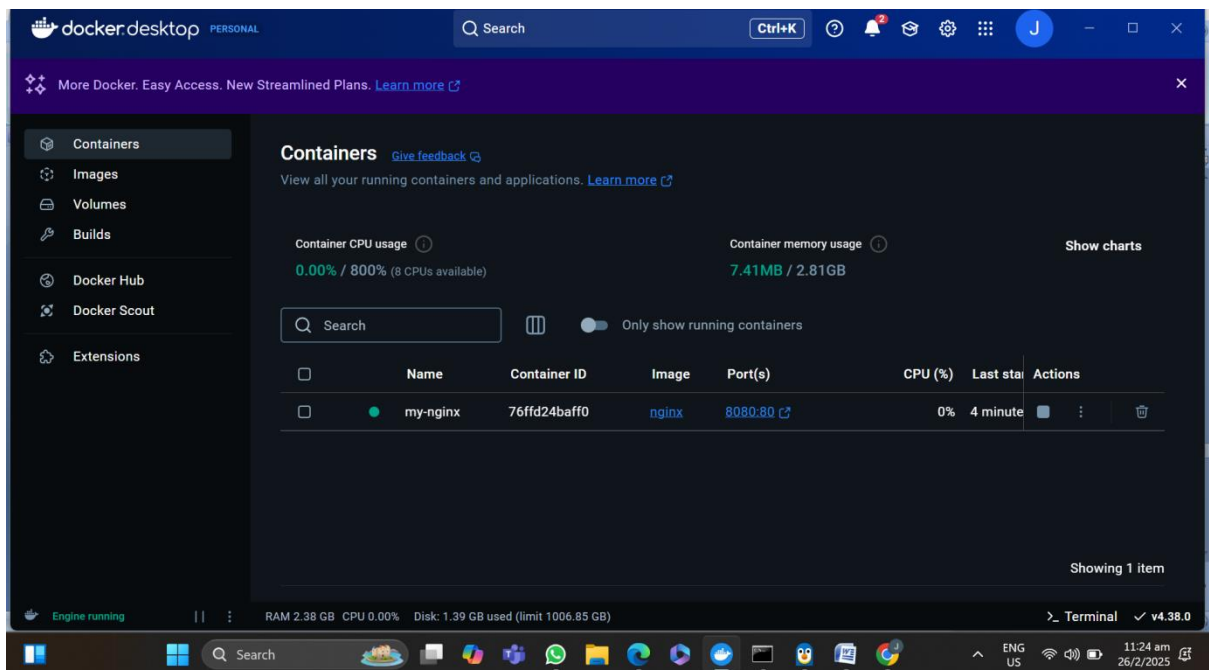 docker.desktop PERSONAL
Search
Ctrl+K
2
J
More Docker. Easy Access. New Streamlined Plans. Learn more
Containers
Images
Volumes
Builds
Docker Hub
Docker Scout
Extensions
Containers Give feedback
View all your running containers and applications. Learn more
Container CPU usage
0.00% / 800% (8 CPUs available)
Container memory usage
7.41MB / 2.81GB
Show charts
Search
Only show running containers
Name Container ID Image Port(s) CPU (%) Last star Actions
my-nginx 76ffd24baff0 nginx 8080:80 0% 4 minute
Showing 1 item
Engine running
RAM 2.38 GB CPU 0.00% Disk: 1.39 GB used (limit 1006.85 GB)
>_ Terminal v4.38.0
Search
ENG
US
11:24 am
26/2/2025